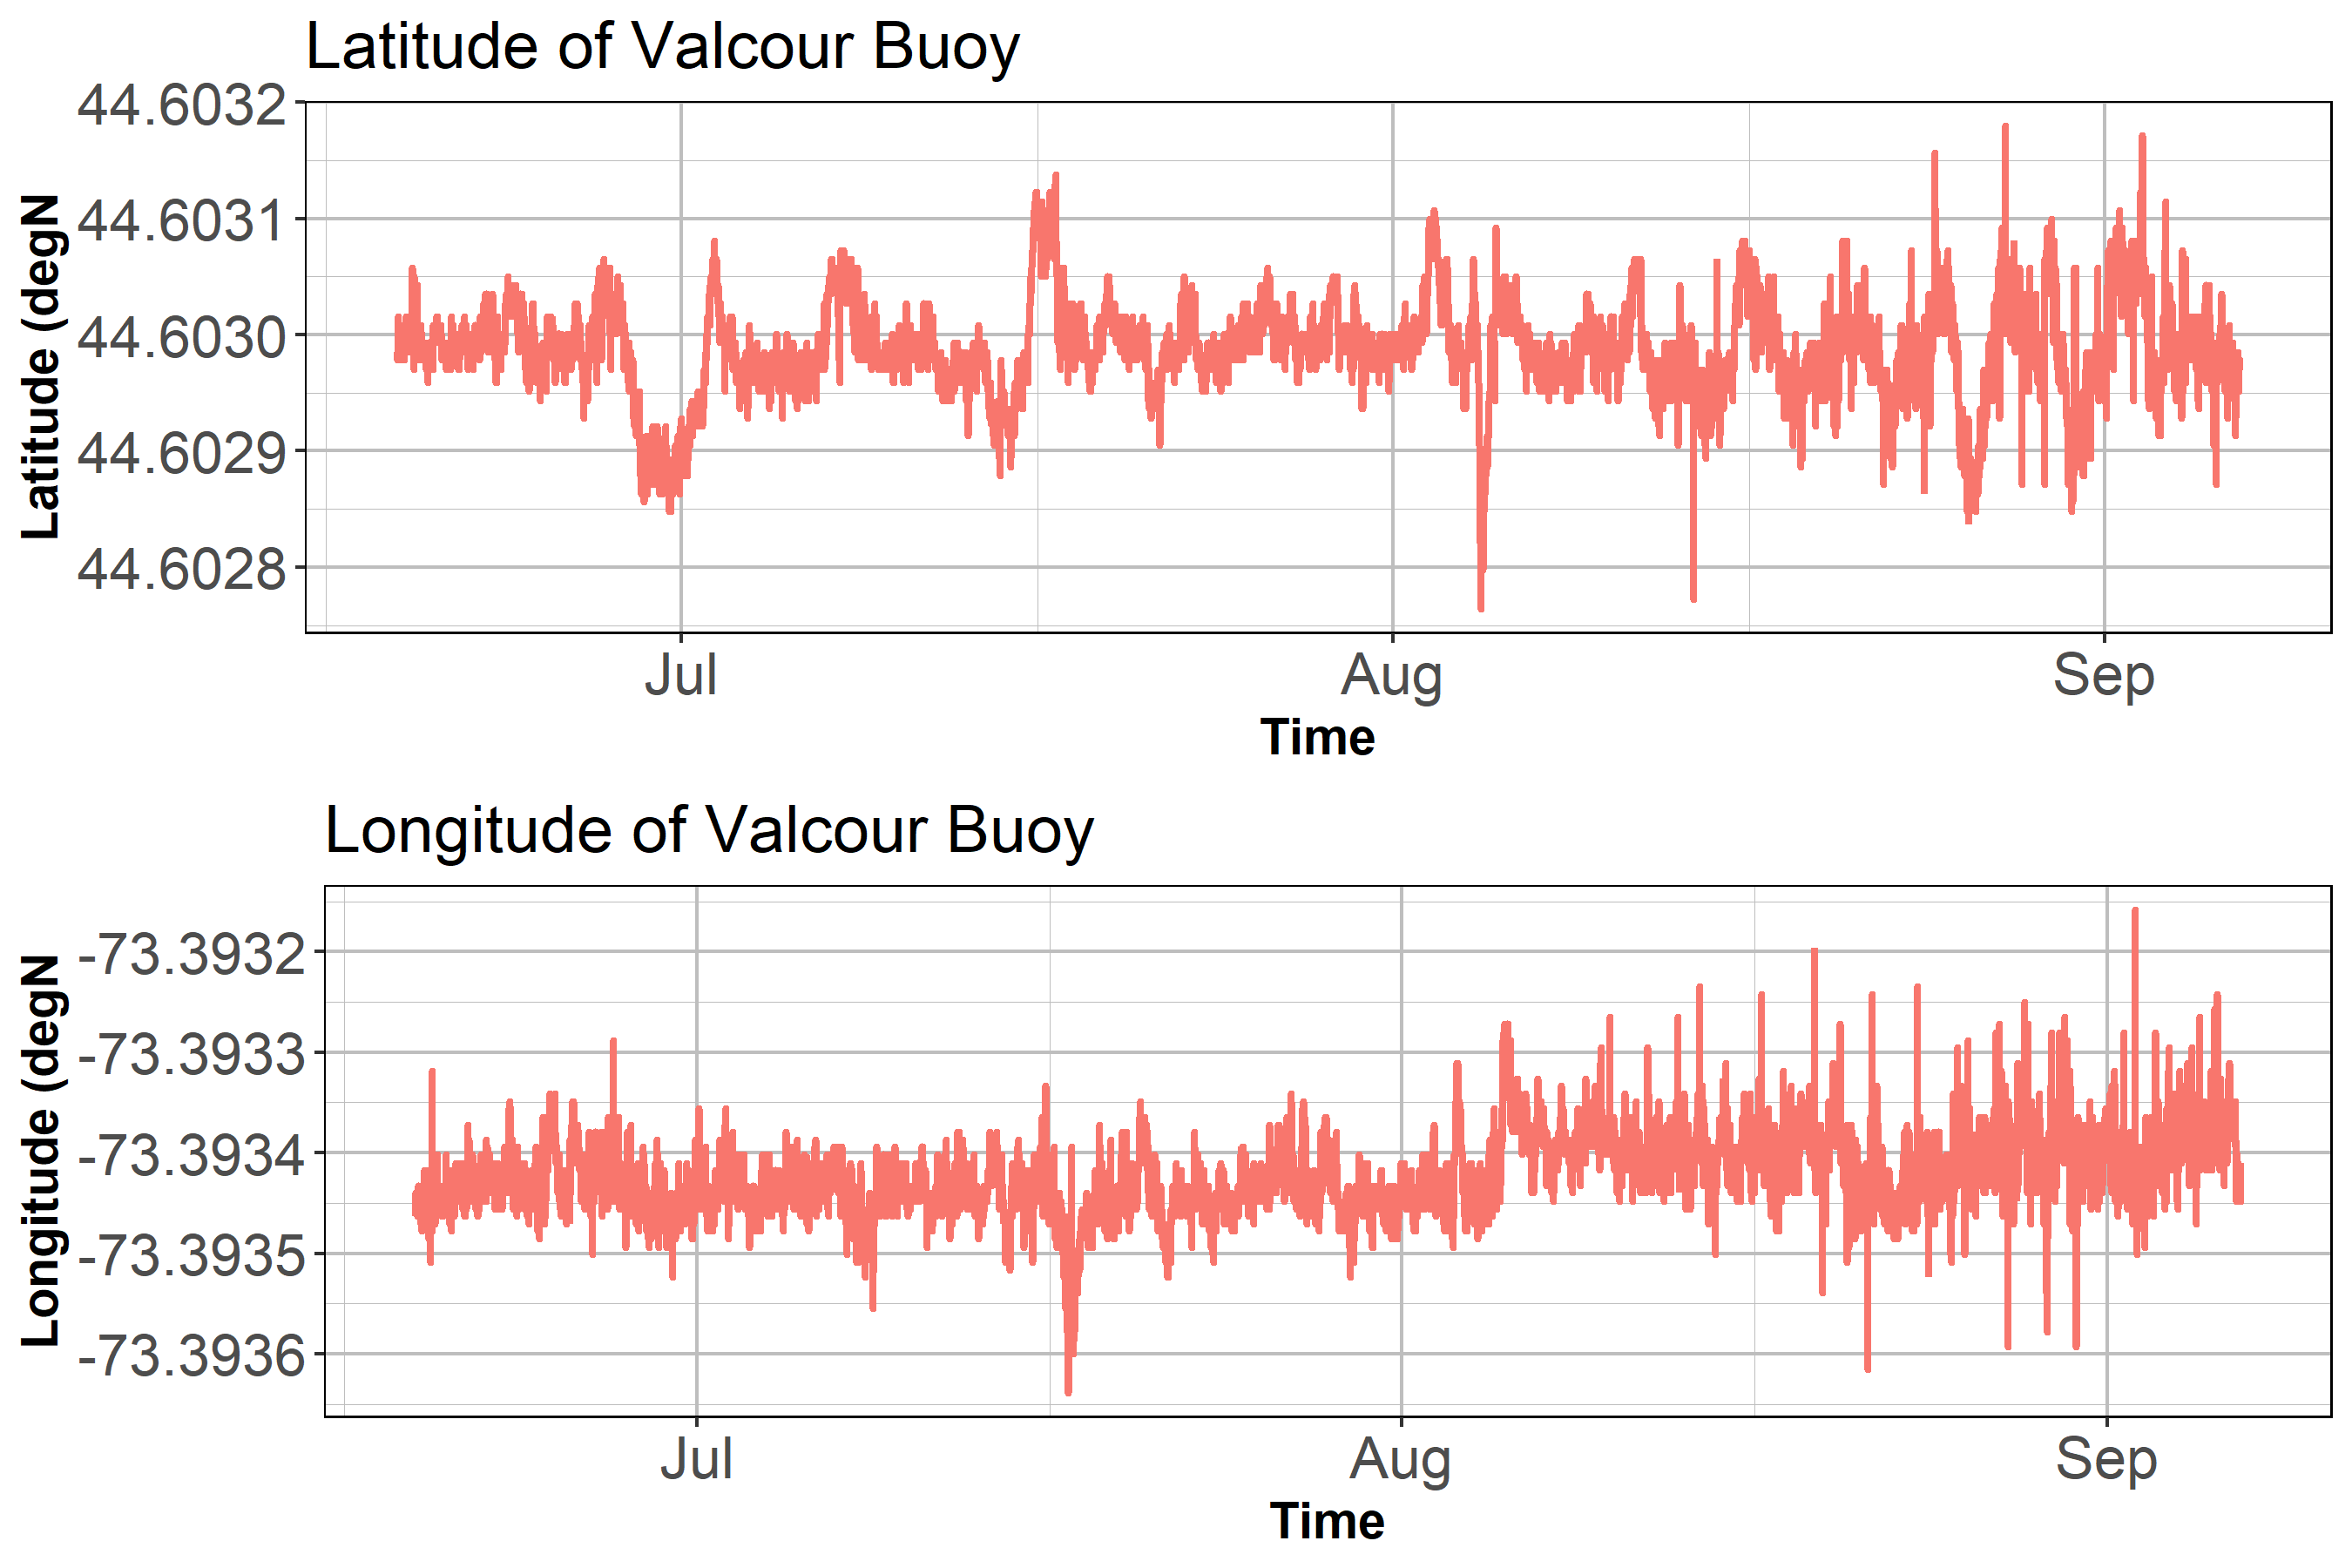 Latitude of Valcour Buoy
44.6032
44.6031
44.6030
44.6029
44.6028
Latitude (degN
Jul Aug Sep
Time
Longitude of Valcour Buoy
-73.3932
-73.3933
-73.3934
-73.3935
-73.3936
Longitude (degN
Jul Aug Sep
Time